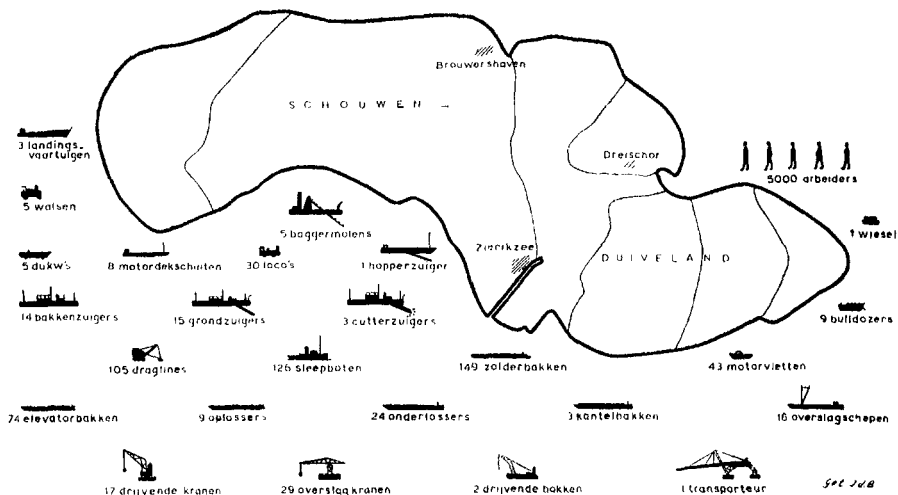 Brouwershaven
SCHOUWEN
3 landings-
vaartuigen
Dreischor
5000 arbeiders
5 walsen
5 baggermolens
1 wiesel
Zierikzee
DUIVELAND
5 dukw's
8 motordekschuiten
30 loco's
1 hopperzuiger
14 bakkenzuigers
15 grondzuigers
3 cutterzuigers
9 bulldozers
105 draglines
126 sleepboten
149 zolderbakken
43 motorvletten
74 elevatorbakken
9 oplossers
24 onderlossers
3 kantelbakken
16 overslagschepen
17 drijvende kranen
29 overslagkranen
2 drijvende bokken
1 transporteur
get J.d.B